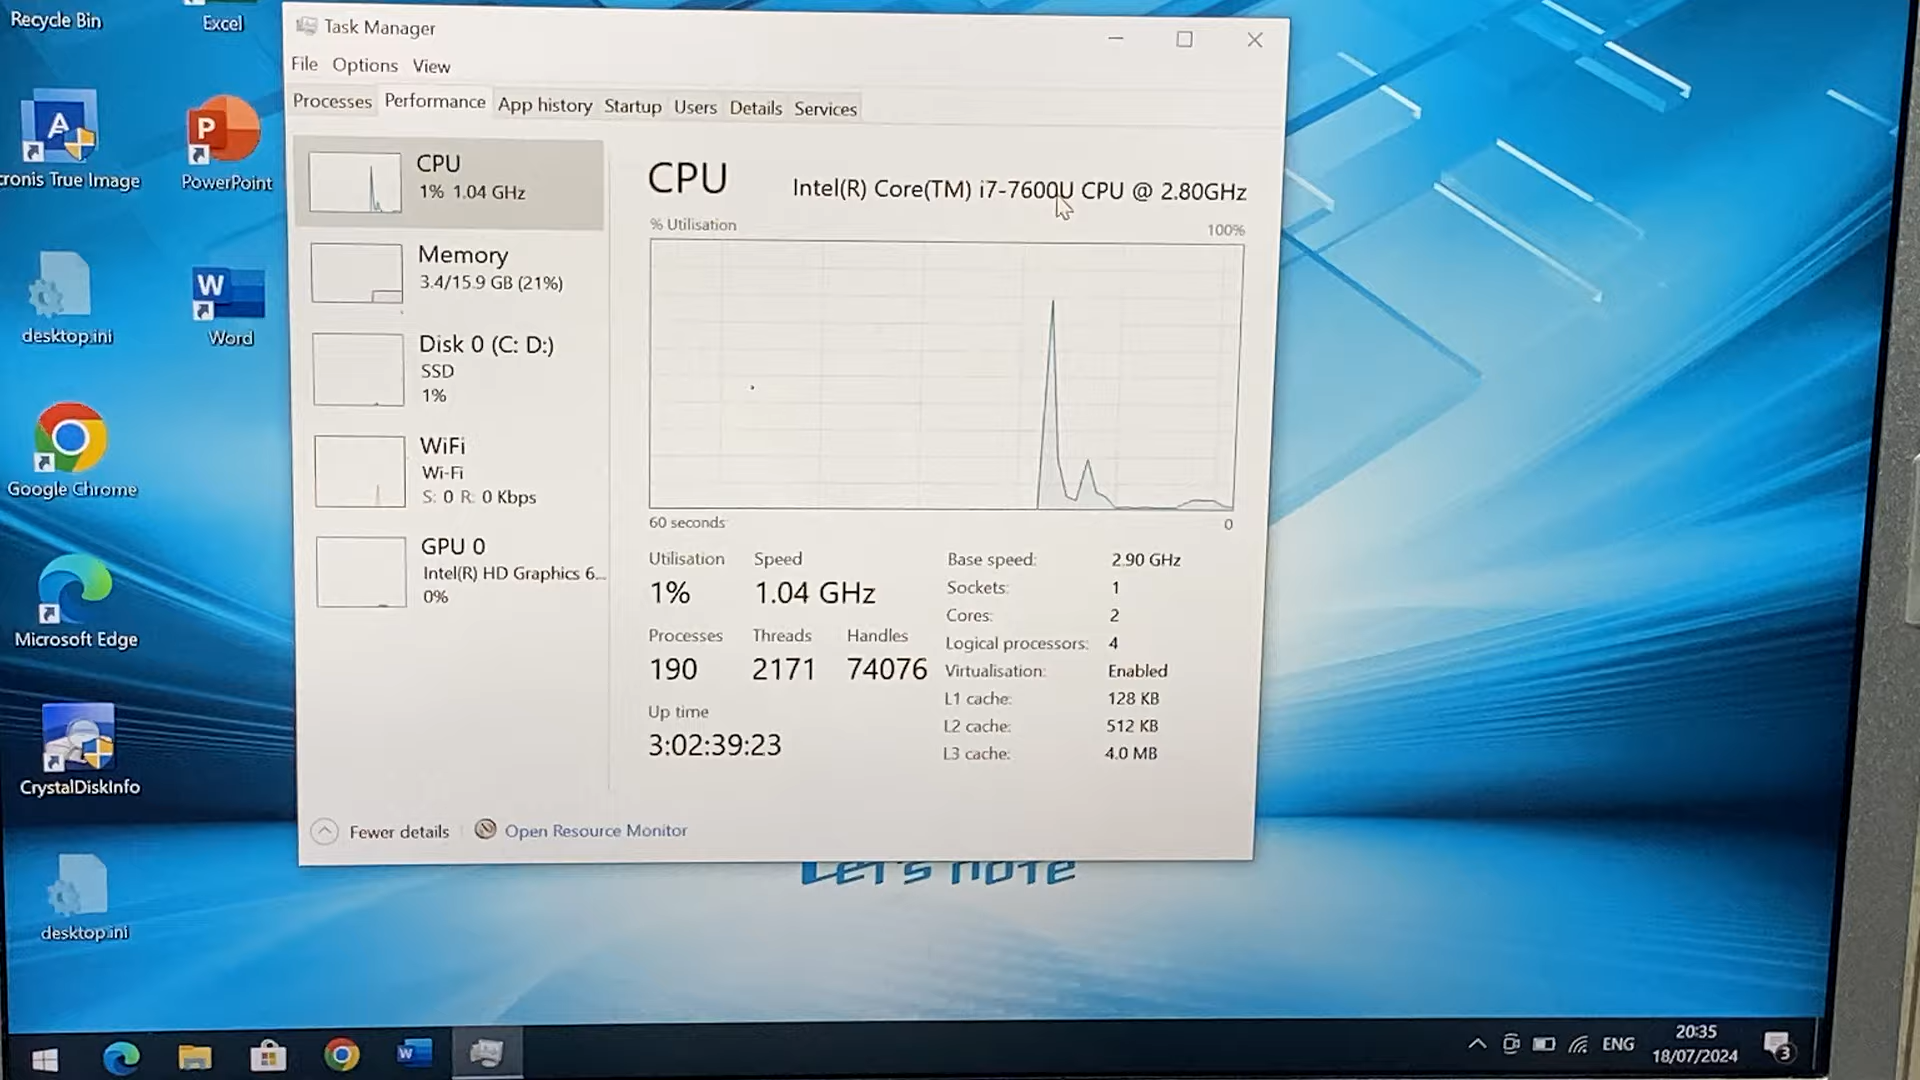 Recycle Bin
Excel
cronis True Image
PowerPoint
desktop.ini
Word
Google Chrome
Microsoft Edge
CrystalDiskInfo
desktop.ini
Task Manager
File Options View
Processes Performance App history Startup Users Details Services
CPU
1% 1.04 GHz
Memory
3.4/15.9 GB (21%)
Disk 0 (C: D:)
SSD
1%
WiFi
Wi-Fi
S: 0 R: 0 Kbps
GPU 0
Intel(R) HD Graphics 6...
0%
CPU Intel(R) Core(TM) i7-7600U CPU @ 2.80GHz
% Utilisation 100%
60 seconds 0
Utilisation Speed
1% 1.04 GHz
Processes Threads Handles
190 2171 74076
Up time
3:02:39:23
Base speed: 2.90 GHz
Sockets: 1
Cores: 2
Logical processors: 4
Virtualisation: Enabled
L1 cache: 128 KB
L2 cache: 512 KB
L3 cache: 4.0 MB
Fewer details Open Resource Monitor
Let's note
ENG
20:35
18/07/2024
3